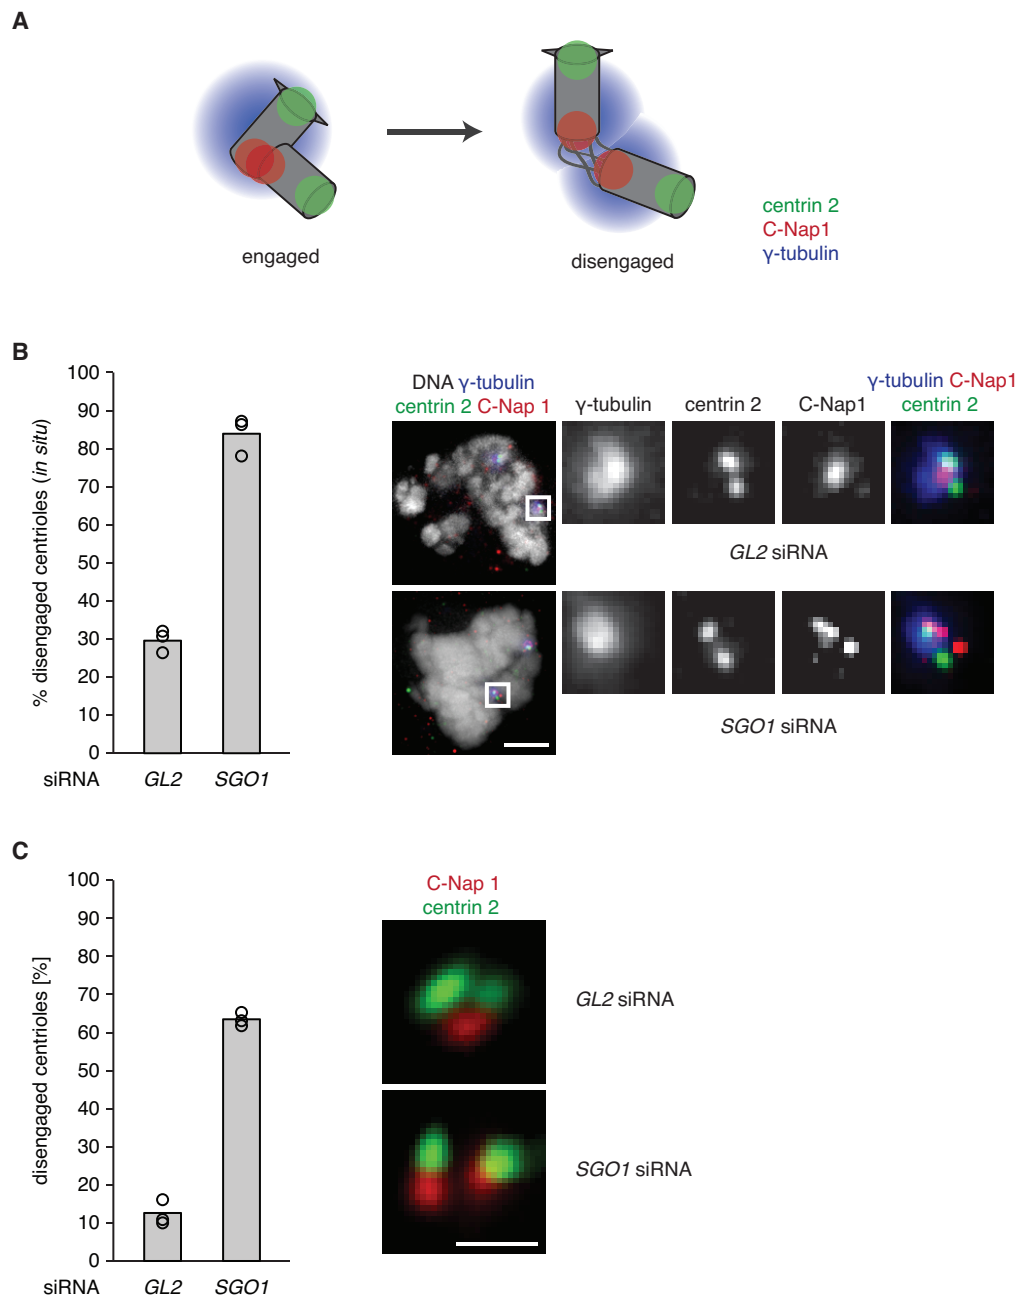 A
engaged
disengaged
centrin 2
C-Nap1
γ-tubulin
B
% disengaged centrioles (in situ)
100
90
80
70
60
50
40
30
20
10
0
siRNA GL2 SGO1
DNA γ-tubulin
centrin 2 C-Nap 1
γ-tubulin
centrin 2
C-Nap1
γ-tubulin C-Nap1
centrin 2
GL2 siRNA
SGO1 siRNA
C
disengaged centrioles [%]
100
90
80
70
60
50
40
30
20
10
0
siRNA GL2 SGO1
C-Nap 1
centrin 2
GL2 siRNA
SGO1 siRNA